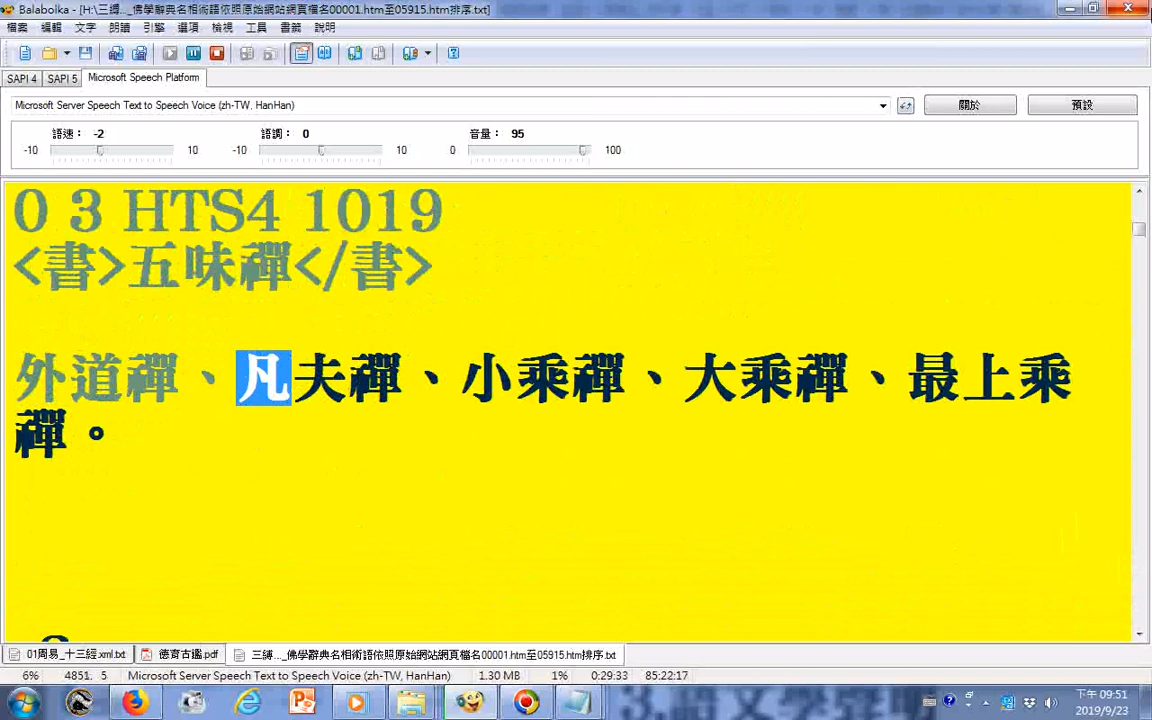 Balabolka - [H:\三縛..._佛學辭典名相術語依照原始網站網頁檔名00001.htm至05915.htm排序.txt]
檔案 編輯 文字 朗讀 引擎 選項 檢視 工具 書籤 說明
SAPI 4 SAPI 5 Microsoft Speech Platform
Microsoft Server Speech Text to Speech Voice (zh-TW, HanHan) 關於 預設
語速： -2 語調： 0 音量： 95
-10 10 -10 10 0 100
0 3 HTS4 1019
<書>五味禪</書>
外道禪、凡夫禪、小乘禪、大乘禪、最上乘
禪。
01周易_十三經.xml.txt 德育古鑑.pdf 三縛..._佛學辭典名相術語依照原始網站網頁檔名00001.htm至05915.htm排序.txt
6% 4851. 5 Microsoft Server Speech Text to Speech Voice (zh-TW, HanHan) 1.30 MB 1% 0:29:33 85:22:17
下午 09:51
2019/9/23